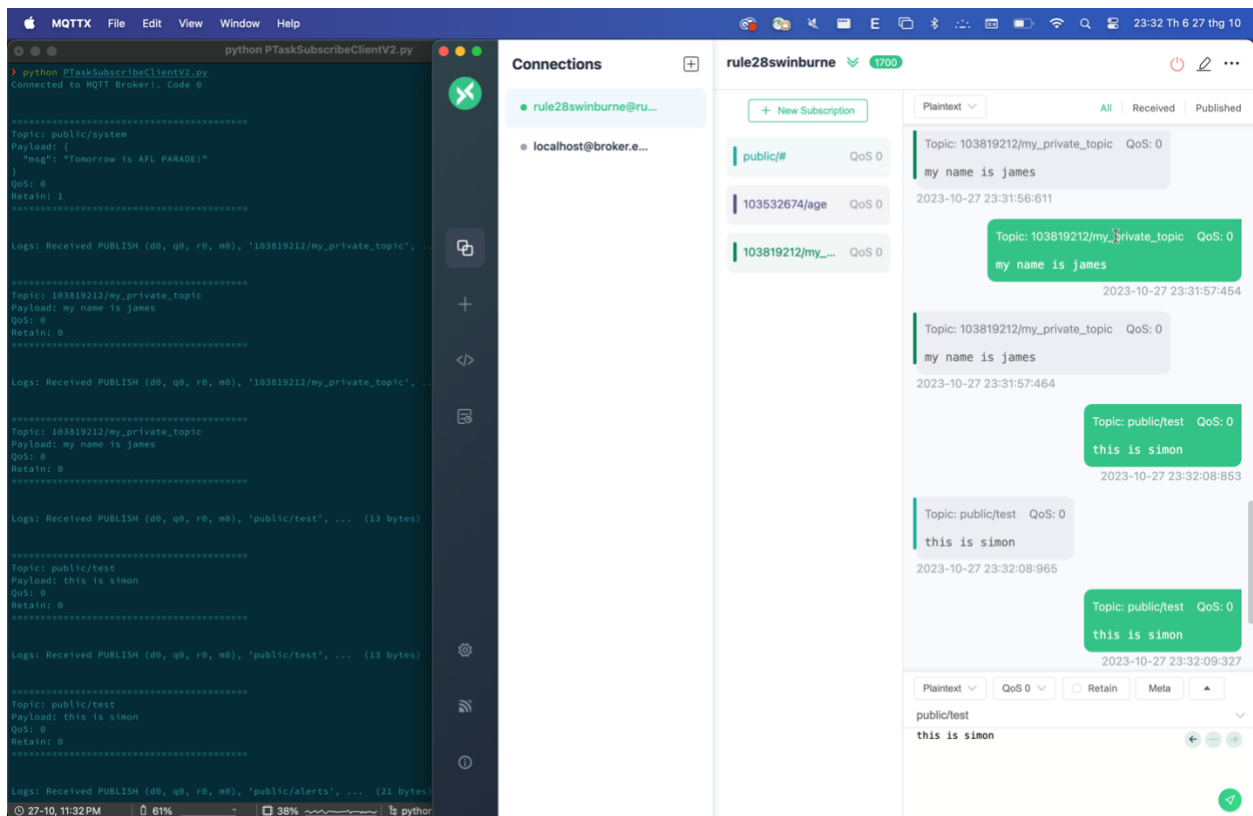 MQTTX File Edit View Window Help
E
23:32 Th 6 27 thg 10
python PTaskSubscribeClientV2.py
❯ python PTaskSubscribeClientV2.py
Connected to MQTT Broker!. Code 0
========================================
Topic: public/system
Payload: {
"msg": "Tomorrow is AFL PARADE!"
}
QoS: 0
Retain: 1
========================================
Logs: Received PUBLISH (d0, q0, r0, m0), '103819212/my_private_topic', ..
========================================
Topic: 103819212/my_private_topic
Payload: my name is james
QoS: 0
Retain: 0
========================================
Logs: Received PUBLISH (d0, q0, r0, m0), '103819212/my_private_topic', ..
========================================
Topic: 103819212/my_private_topic
Payload: my name is james
QoS: 0
Retain: 0
========================================
Logs: Received PUBLISH (d0, q0, r0, m0), 'public/test', ... (13 bytes)
========================================
Topic: public/test
Payload: this is simon
QoS: 0
Retain: 0
========================================
Logs: Received PUBLISH (d0, q0, r0, m0), 'public/test', ... (13 bytes)
========================================
Topic: public/test
Payload: this is simon
QoS: 0
Retain: 0
========================================
Logs: Received PUBLISH (d0, q0, r0, m0), 'public/alerts', ... (21 bytes)
27-10, 11:32 PM 61% 38% python
Connections
rule28swinburne@ru...
localhost@broker.e...
rule28swinburne 1700
+ New Subscription
public/# QoS 0
103532674/age QoS 0
103819212/my_... QoS 0
Plaintext
All Received Published
Topic: 103819212/my_private_topic QoS: 0
my name is james
2023-10-27 23:31:56:611
Topic: 103819212/my_private_topic QoS: 0
my name is james
2023-10-27 23:31:57:454
Topic: 103819212/my_private_topic QoS: 0
my name is james
2023-10-27 23:31:57:464
Topic: public/test QoS: 0
this is simon
2023-10-27 23:32:08:853
Topic: public/test QoS: 0
this is simon
2023-10-27 23:32:08:965
Topic: public/test QoS: 0
this is simon
2023-10-27 23:32:09:327
Plaintext QoS 0 Retain Meta
public/test
this is simon